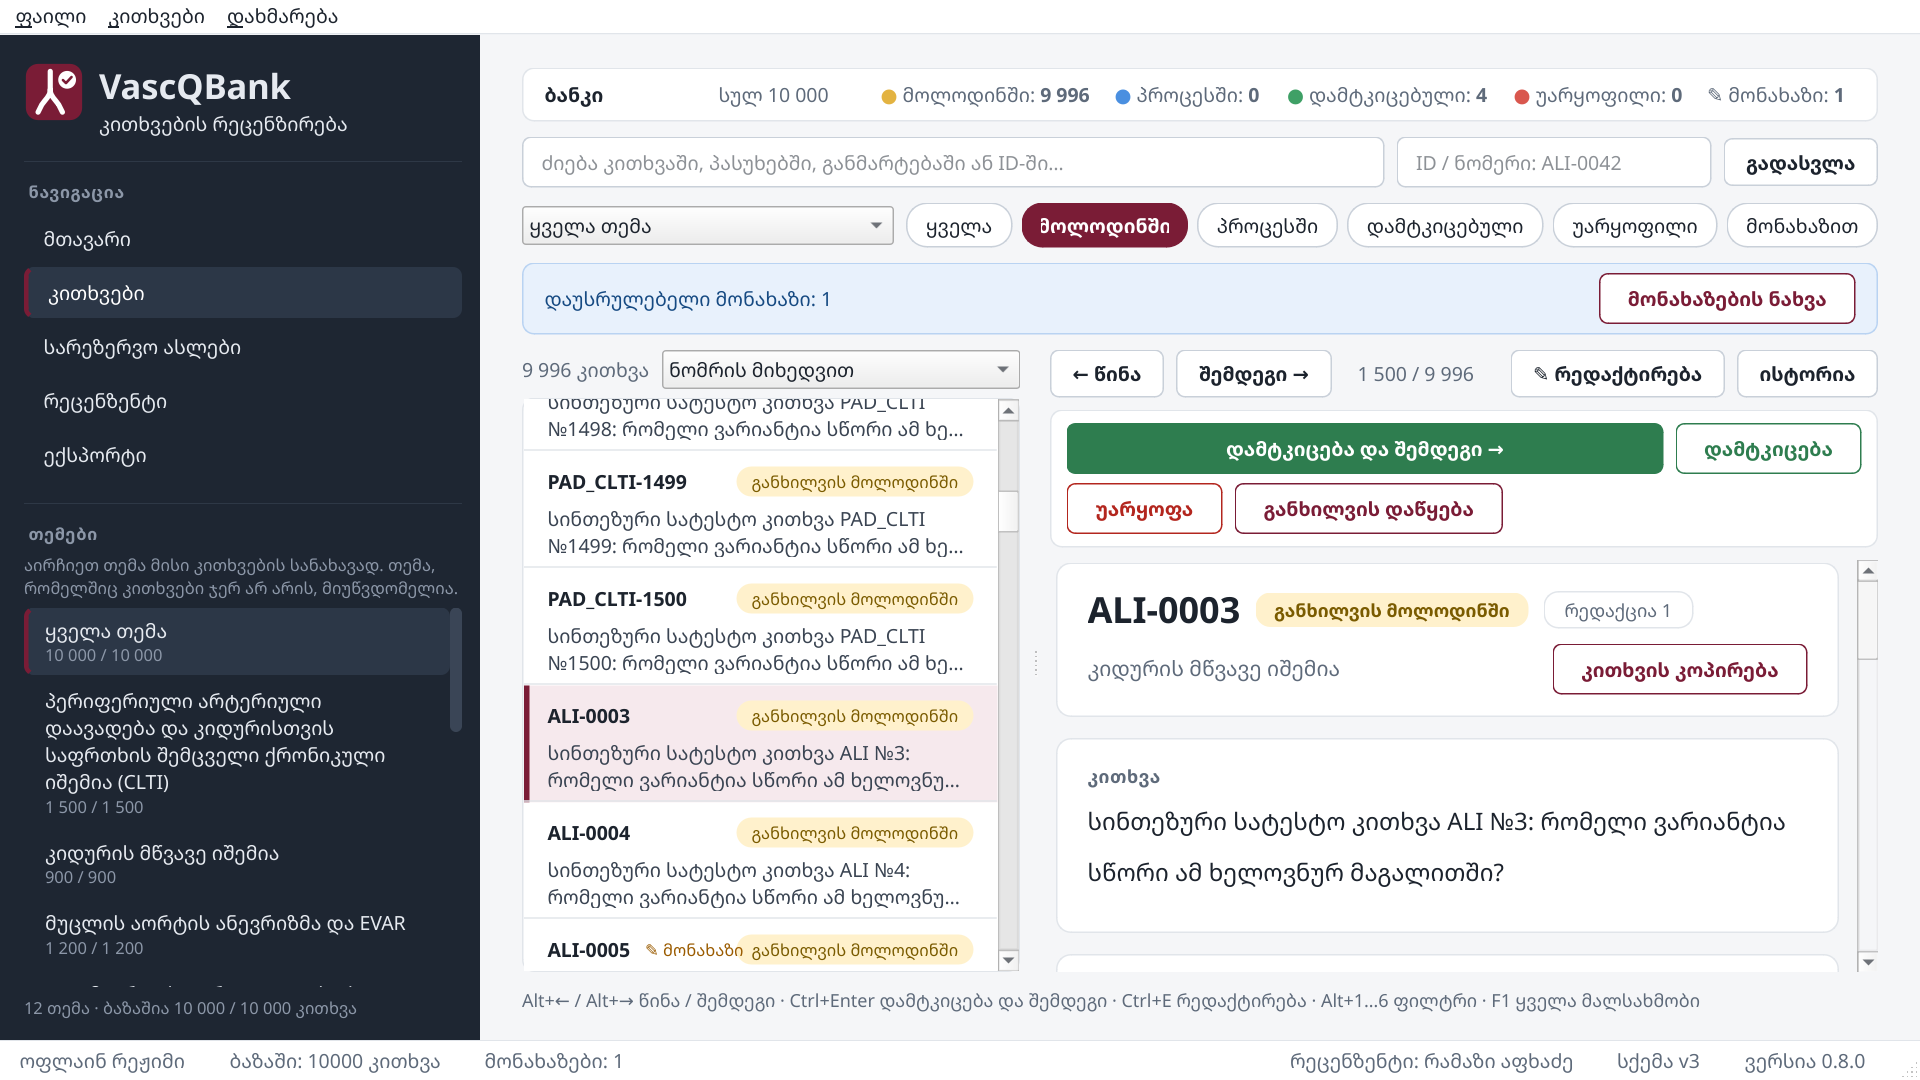 ფაილი კითხვები დახმარება
VascQBank
კითხვების რეცენზირება
ნავიგაცია
მთავარი
კითხვები
სარეზერვო ასლები
რეცენზენტი
ექსპორტი
თემები
აირჩიეთ თემა მისი კითხვების სანახავად. თემა,
რომელშიც კითხვები ჯერ არ არის, მიუწვდომელია.
ყველა თემა
10 000 / 10 000
პერიფერიული არტერიული
დაავადება და კიდურისთვის
საფრთხის შემცველი ქრონიკული
იშემია (CLTI)
1 500 / 1 500
კიდურის მწვავე იშემია
900 / 900
მუცლის აორტის ანევრიზმა და EVAR
1 200 / 1 200
12 თემა · ბაზაშია 10 000 / 10 000 კითხვა
ბანკი სულ 10 000 მოლოდინში: 9 996 პროცესში: 0 დამტკიცებული: 4 უარყოფილი: 0 ✎ მონახაზი: 1
ძიება კითხვაში, პასუხებში, განმარტებაში ან ID-ში... ID / ნომერი: ALI-0042 გადასვლა
ყველა თემა ყველა მოლოდინში პროცესში დამტკიცებული უარყოფილი მონახაზით
დაუსრულებელი მონახაზი: 1 მონახაზების ნახვა
9 996 კითხვა ნომრის მიხედვით
სინთეზური სატესტო კითხვა PAD_CLTI
№1498: რომელი ვარიანტია სწორი ამ ხე...
PAD_CLTI-1499 განხილვის მოლოდინში
სინთეზური სატესტო კითხვა PAD_CLTI
№1499: რომელი ვარიანტია სწორი ამ ხე...
PAD_CLTI-1500 განხილვის მოლოდინში
სინთეზური სატესტო კითხვა PAD_CLTI
№1500: რომელი ვარიანტია სწორი ამ ხე...
ALI-0003 განხილვის მოლოდინში
სინთეზური სატესტო კითხვა ALI №3:
რომელი ვარიანტია სწორი ამ ხელოვნუ...
ALI-0004 განხილვის მოლოდინში
სინთეზური სატესტო კითხვა ALI №4:
რომელი ვარიანტია სწორი ამ ხელოვნუ...
ALI-0005 ✎ მონახაზი განხილვის მოლოდინში
← წინა შემდეგი → 1 500 / 9 996 ✎ რედაქტირება ისტორია
დამტკიცება და შემდეგი → დამტკიცება
უარყოფა განხილვის დაწყება
ALI-0003 განხილვის მოლოდინში რედაქცია 1
კიდურის მწვავე იშემია კითხვის კოპირება
კითხვა
სინთეზური სატესტო კითხვა ALI №3: რომელი ვარიანტია
სწორი ამ ხელოვნურ მაგალითში?
Alt+← / Alt+→ წინა / შემდეგი · Ctrl+Enter დამტკიცება და შემდეგი · Ctrl+E რედაქტირება · Alt+1...6 ფილტრი · F1 ყველა მალსახმობი
ოფლაინ რეჟიმი ბაზაში: 10000 კითხვა მონახაზები: 1 რეცენზენტი: რამაზი აფხაძე სქემა v3 ვერსია 0.8.0